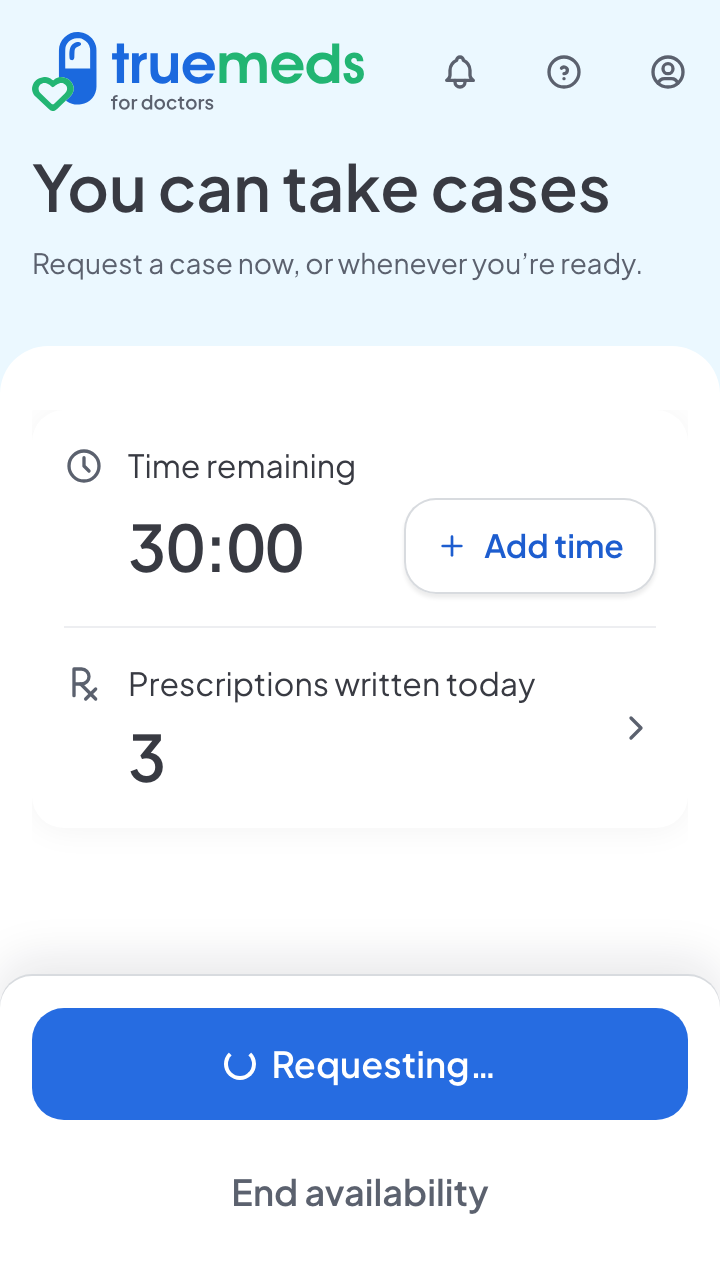 truemeds
for doctors
You can take cases
Request a case now, or whenever you’re ready.
Time remaining
30:00
+ Add time
Rx Prescriptions written today
3
Requesting…
End availability